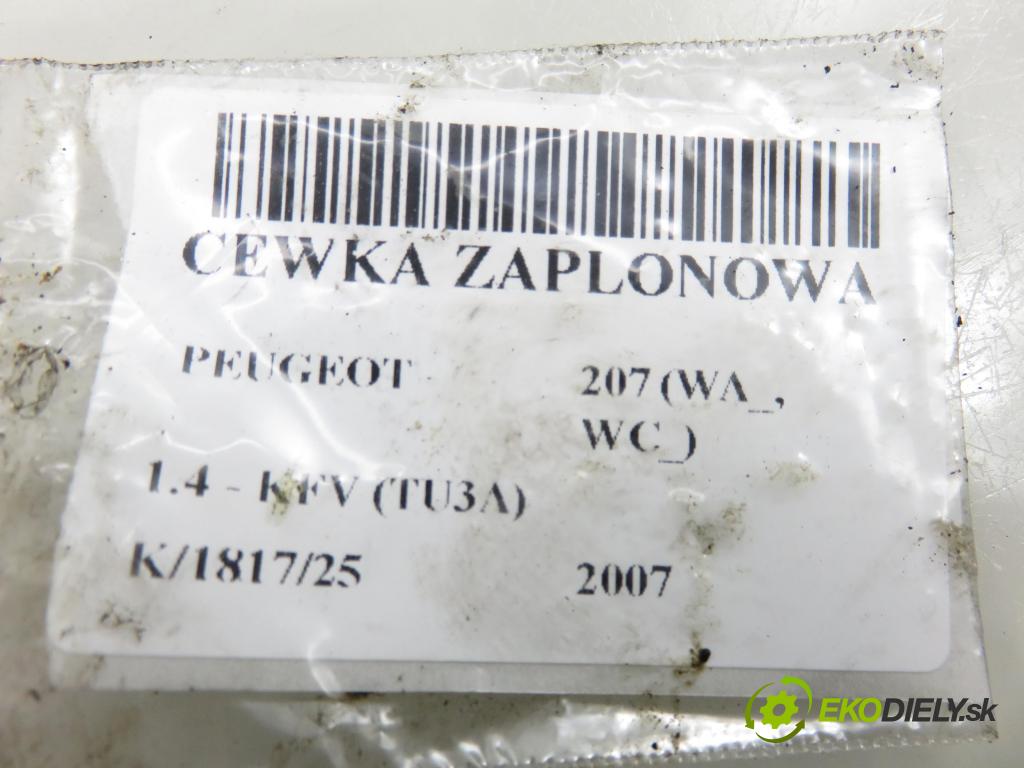 CEWKA ZAPLONOWA
PEUGEOT 207 (WA_,
WC_)
1.4 - KFV (TU3A)
K/1817/25 2007
EKODIELY.sk